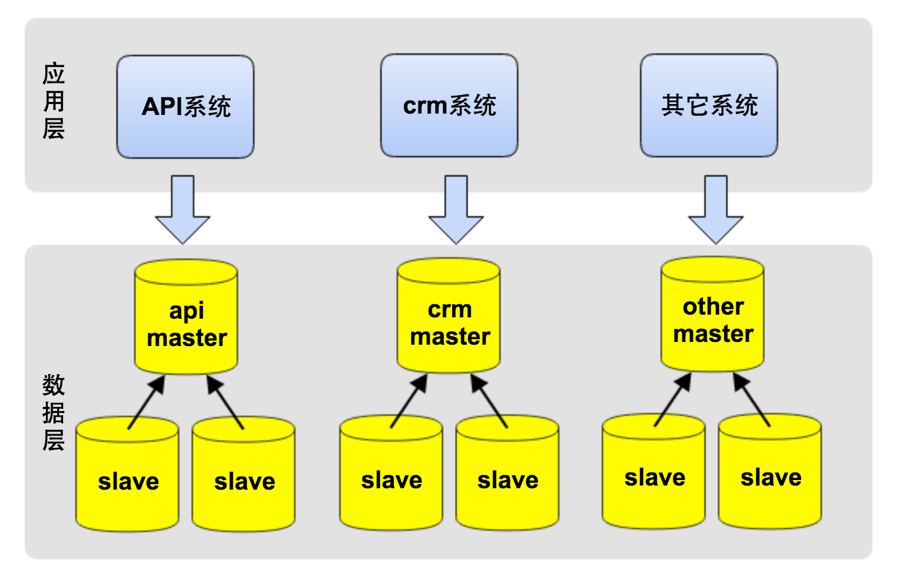 应用层
API系统
crm系统
其它系统
数据层
api
master
crm
master
other
master
slave
slave
slave
slave
slave
slave